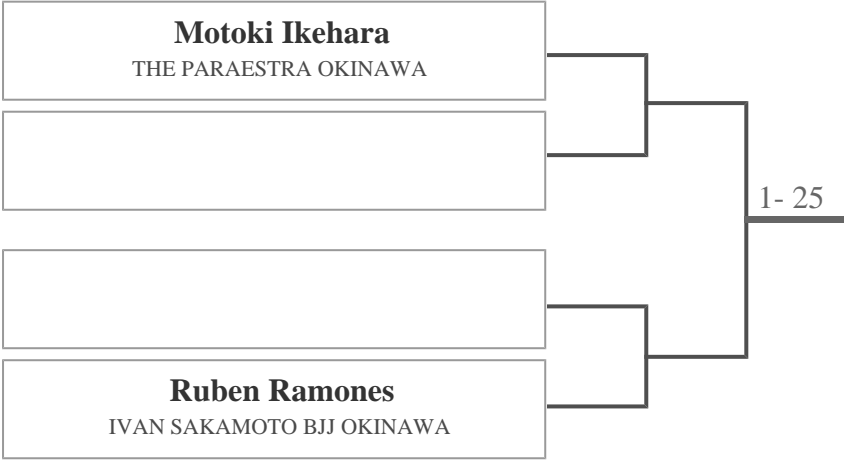 Motoki Ikehara
THE PARAESTRA OKINAWA
1- 25
Ruben Ramones
IVAN SAKAMOTO BJJ OKINAWA